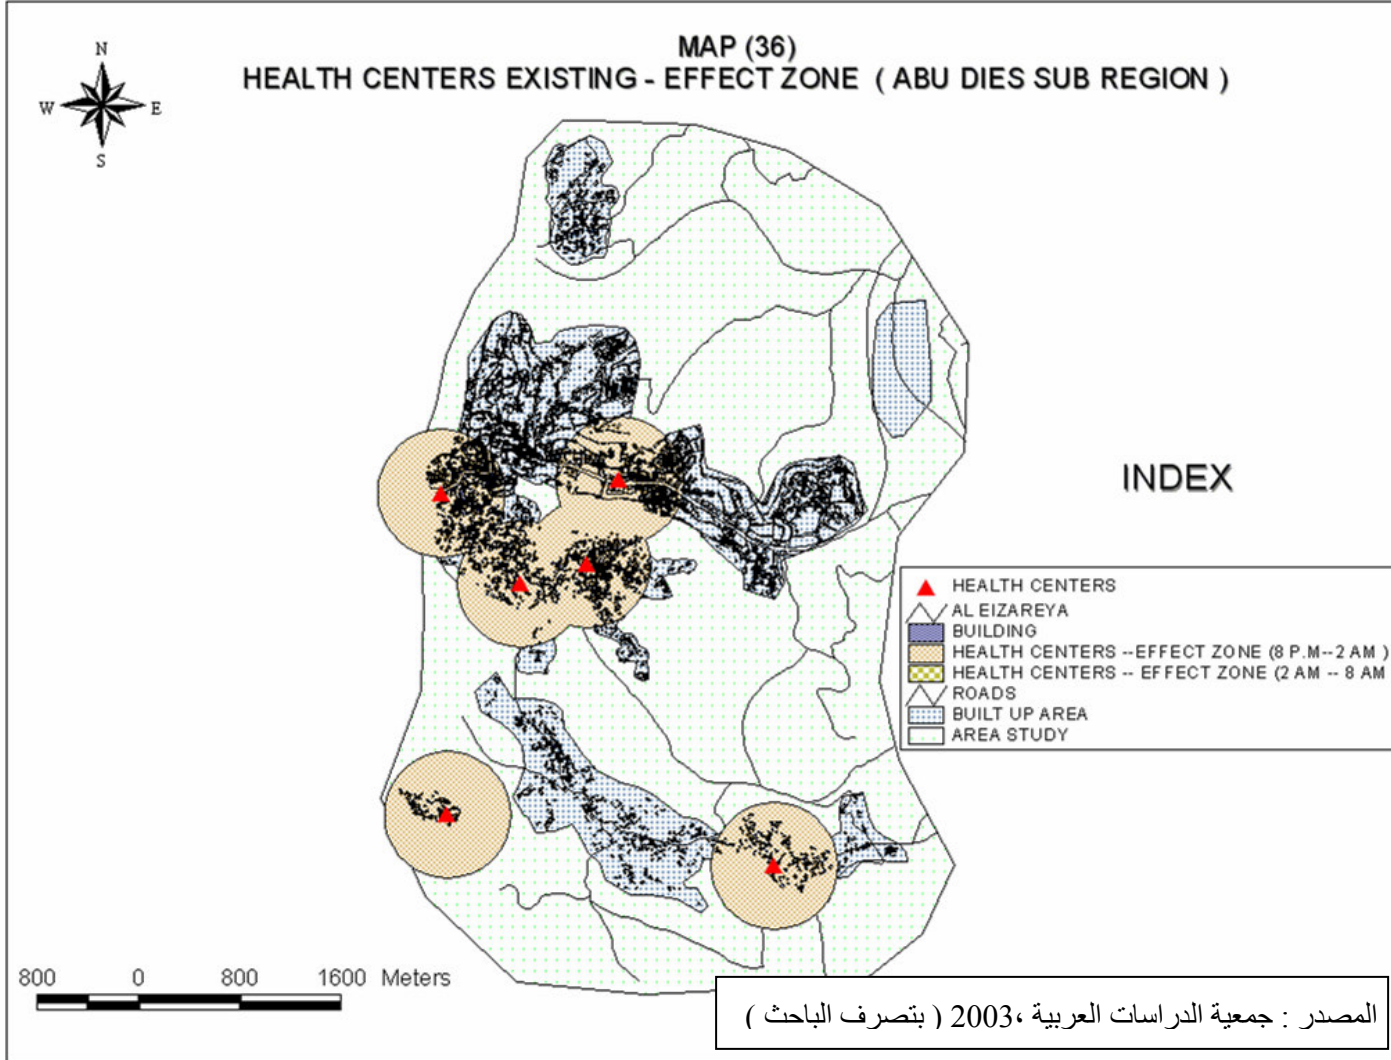 MAP (36)
HEALTH CENTERS EXISTING - EFFECT ZONE ( ABU DIES SUB REGION )
N
W E
S
INDEX
HEALTH CENTERS
AL EIZAREYA
BUILDING
HEALTH CENTERS --EFFECT ZONE (8 P.M--2 AM )
HEALTH CENTERS -- EFFECT ZONE (2 AM -- 8 AM
ROADS
BUILT UP AREA
AREA STUDY
800 0 800 1600 Meters
المصدر : جمعية الدراسات العربية ،2003 ( بتصرف الباحث )